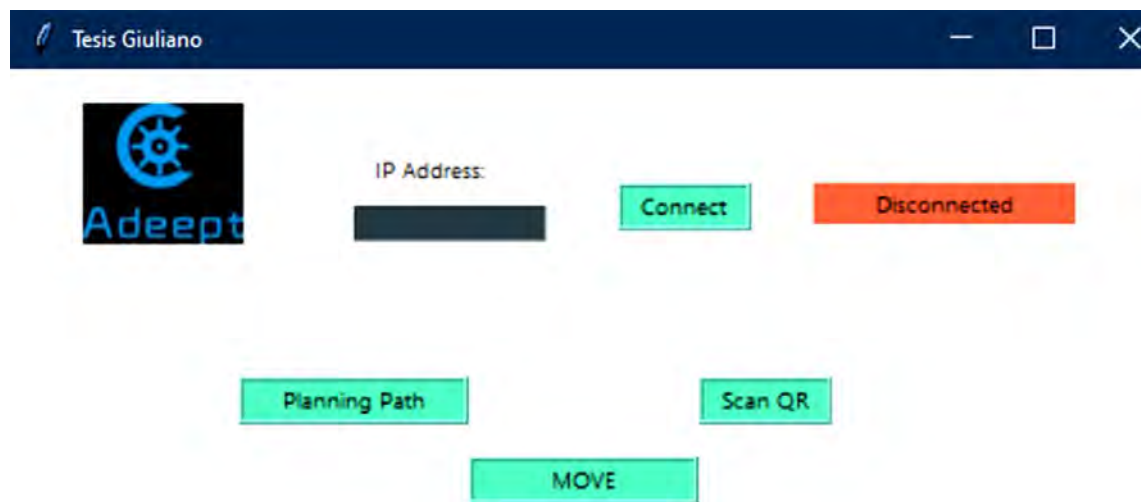 Tesis Giuliano
Adeept
IP Address:
Connect
Disconnected
Planning Path
Scan QR
MOVE